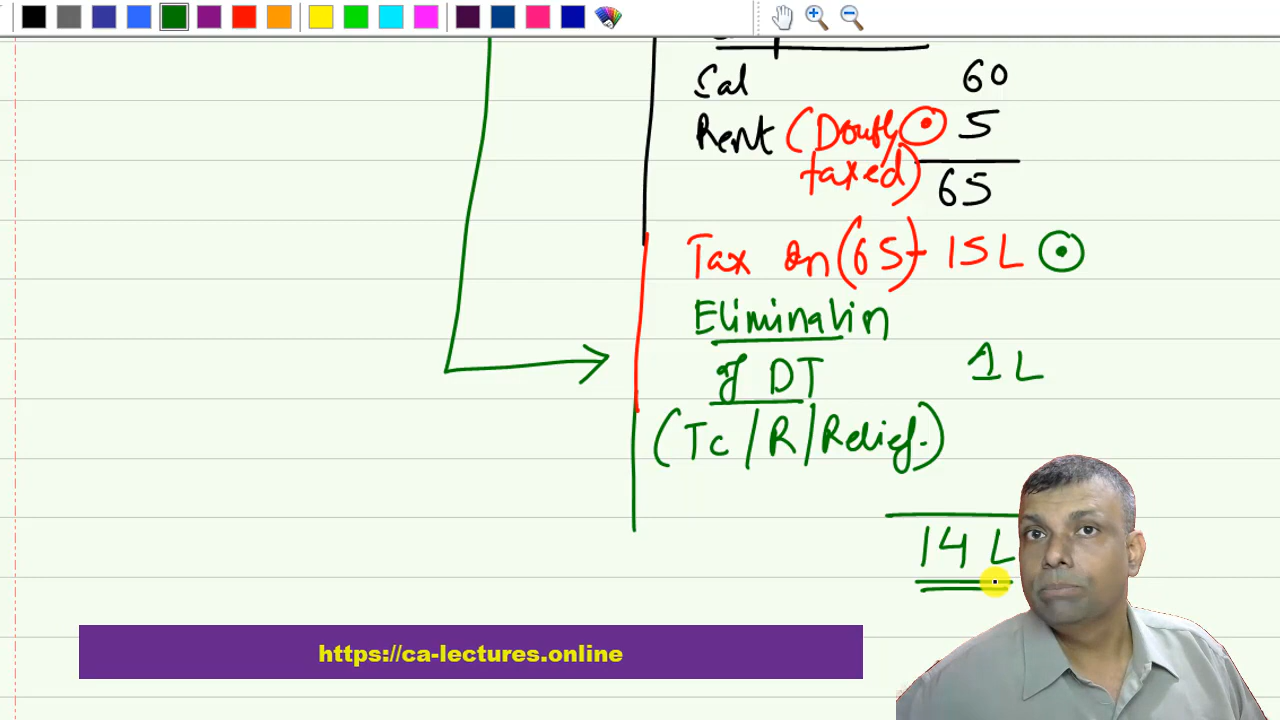 Sal 60
Rent (Doubly 5
taxed) 65
Tax on (65) - 15L
Elimination
of DT 1L
(TC/R/Relief.)
14 L
https://ca-lectures.online